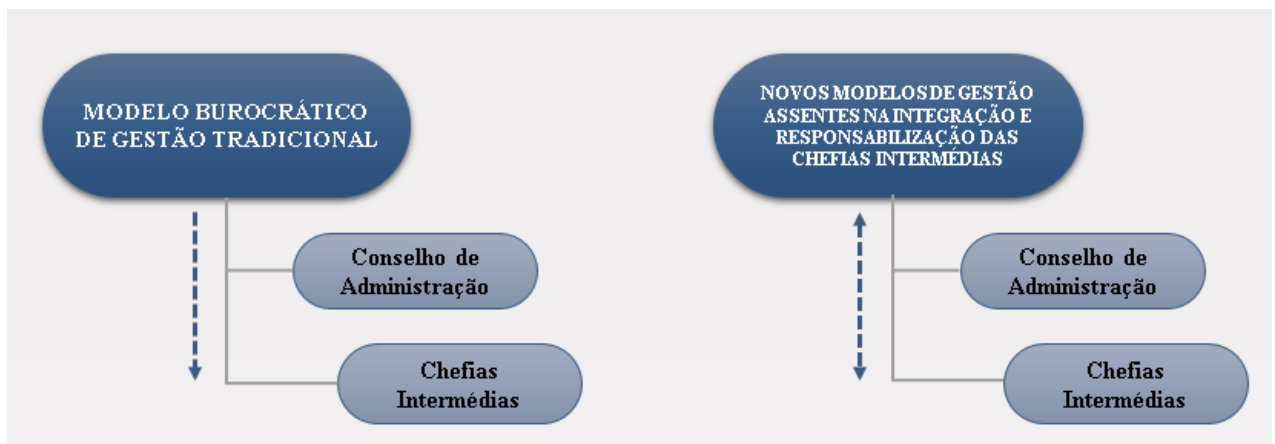 MODELO BUROCRÁTICO
DE GESTÃO TRADICIONAL
Conselho de
Administração
Chefias
Intermédias
NOVOS MODELOS DE GESTÃO
ASSENTES NA INTEGRAÇÃO E
RESPONSABILIZAÇÃO DAS
CHEFIAS INTERMÉDIAS
Conselho de
Administração
Chefias
Intermédias